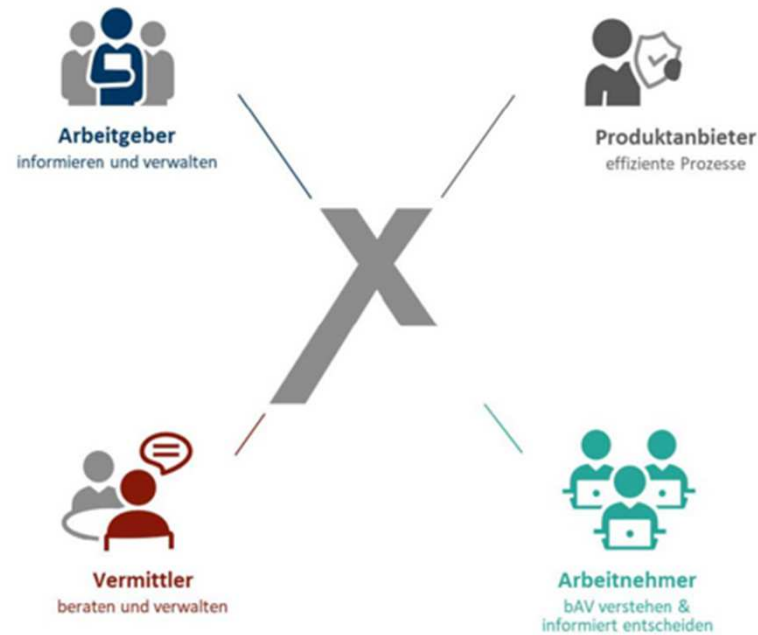 Arbeitgeber
informieren und verwalten
Produktanbieter
effiziente Prozesse
Vermittler
beraten und verwalten
Arbeitnehmer
bAV verstehen &
informiert entscheiden